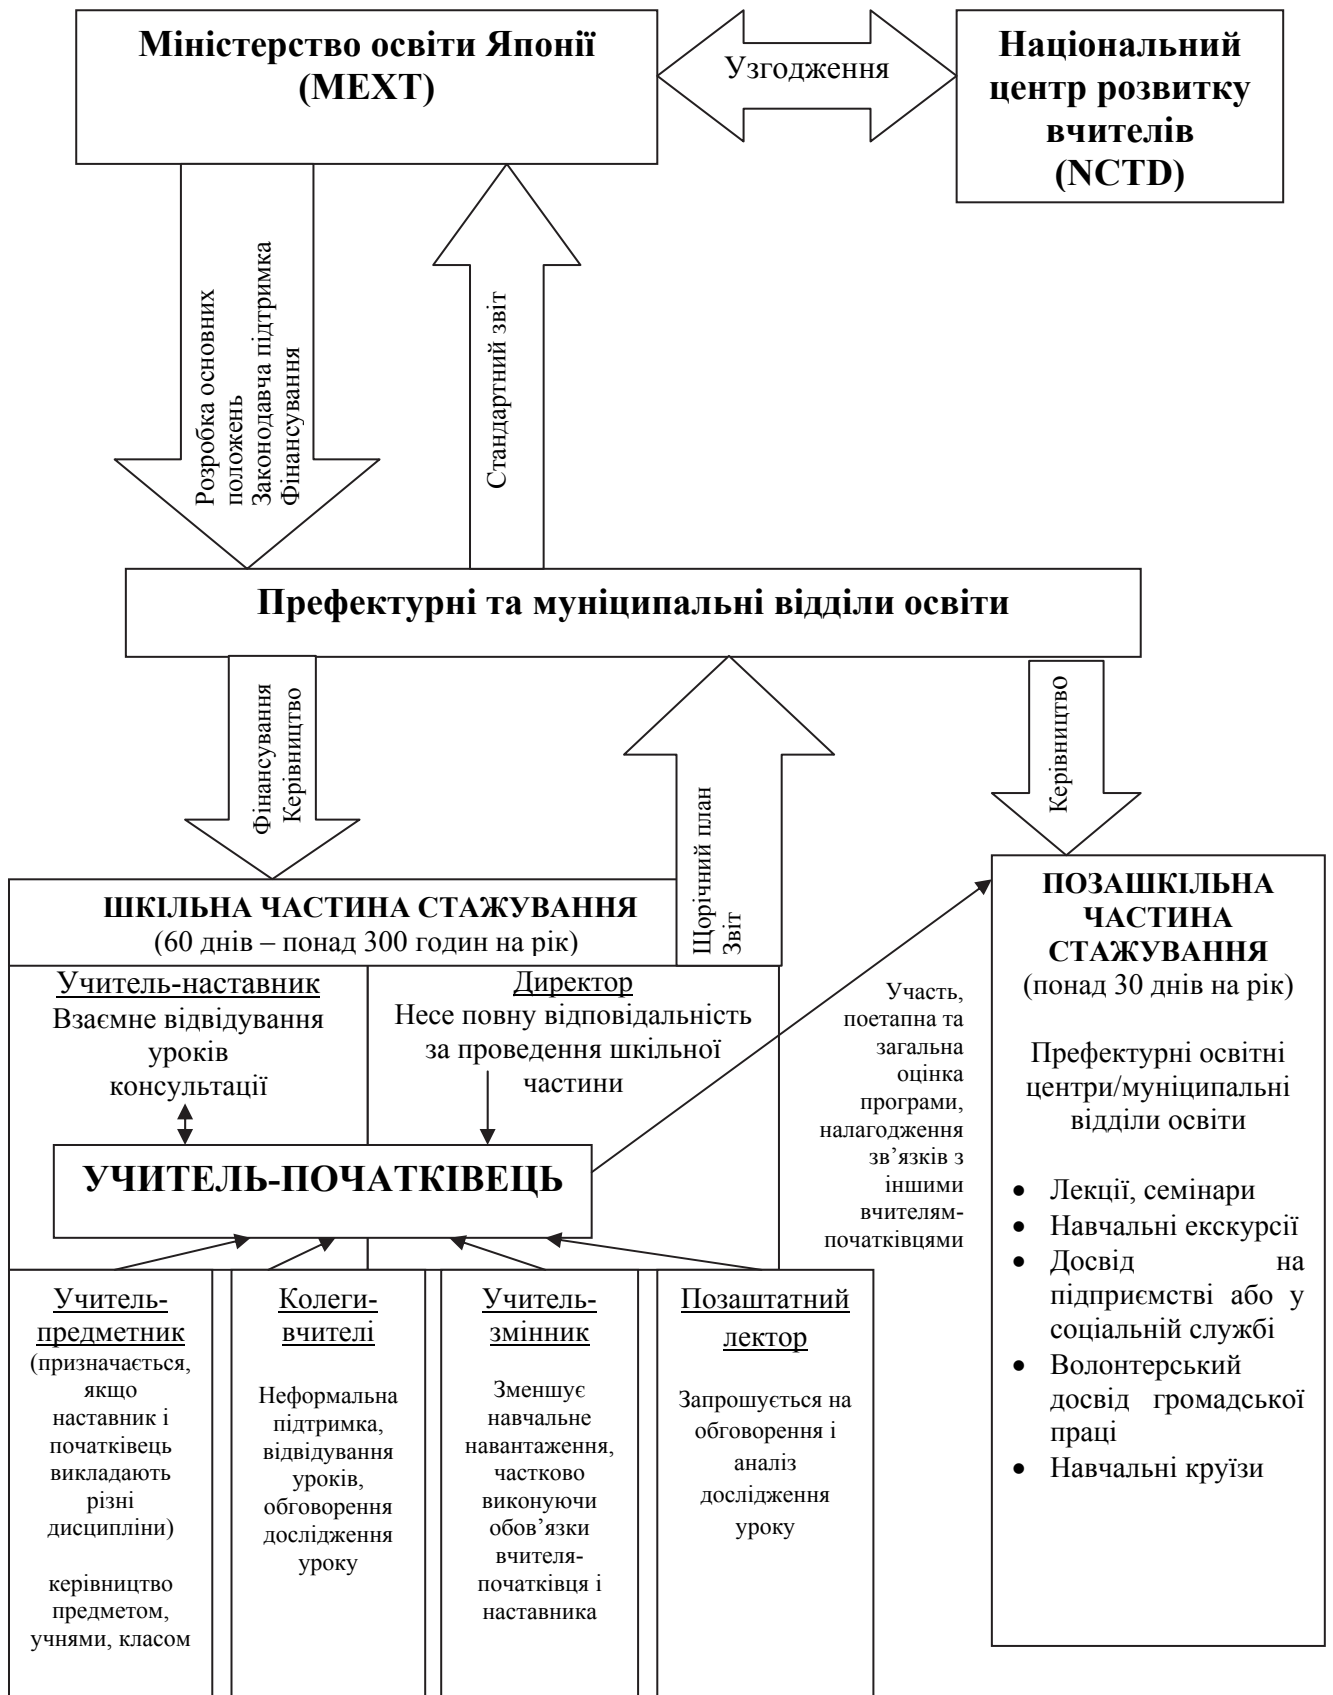 Міністерство освіти Японії
(MEXT)
Узгодження
Національний
центр розвитку
вчителів
(NCTD)
Розробка основних
положень
Законодавча підтримка
Фінансування
Стандартний звіт
Префектурні та муніципальні відділи освіти
Фінансування
Керівництво
Щорічний план
Звіт
Керівництво
ШКІЛЬНА ЧАСТИНА СТАЖУВАННЯ
(60 днів – понад 300 годин на рік)
Учитель-наставник
Взаємне відвідування
уроків
консультації
Директор
Несе повну відповідальність
за проведення шкільної
частини
УЧИТЕЛЬ-ПОЧАТКІВЕЦЬ
Участь,
поетапна та
загальна
оцінка
програми,
налагодження
зв’язків з
іншими
вчителям-
початківцями
ПОЗАШКІЛЬНА
ЧАСТИНА
СТАЖУВАННЯ
(понад 30 днів на рік)
Префектурні освітні
центри/муніципальні
відділи освіти
• Лекції, семінари
• Навчальні екскурсії
• Досвід на
підприємстві або у
соціальній службі
• Волонтерський
досвід громадської
праці
• Навчальні круїзи
Учитель-
предметник
(призначається,
якщо
наставник і
початківець
викладають
різні
дисципліни)
керівництво
предметом,
учнями, класом
Колеги-
вчителі
Неформальна
підтримка,
відвідування
уроків,
обговорення
дослідження
уроку
Учитель-
змінник
Зменшує
навчальне
навантаження,
частково
виконуючи
обов’язки
вчителя-
початківця і
наставника
Позаштатний
лектор
Запрошується на
обговорення і
аналіз
дослідження
уроку